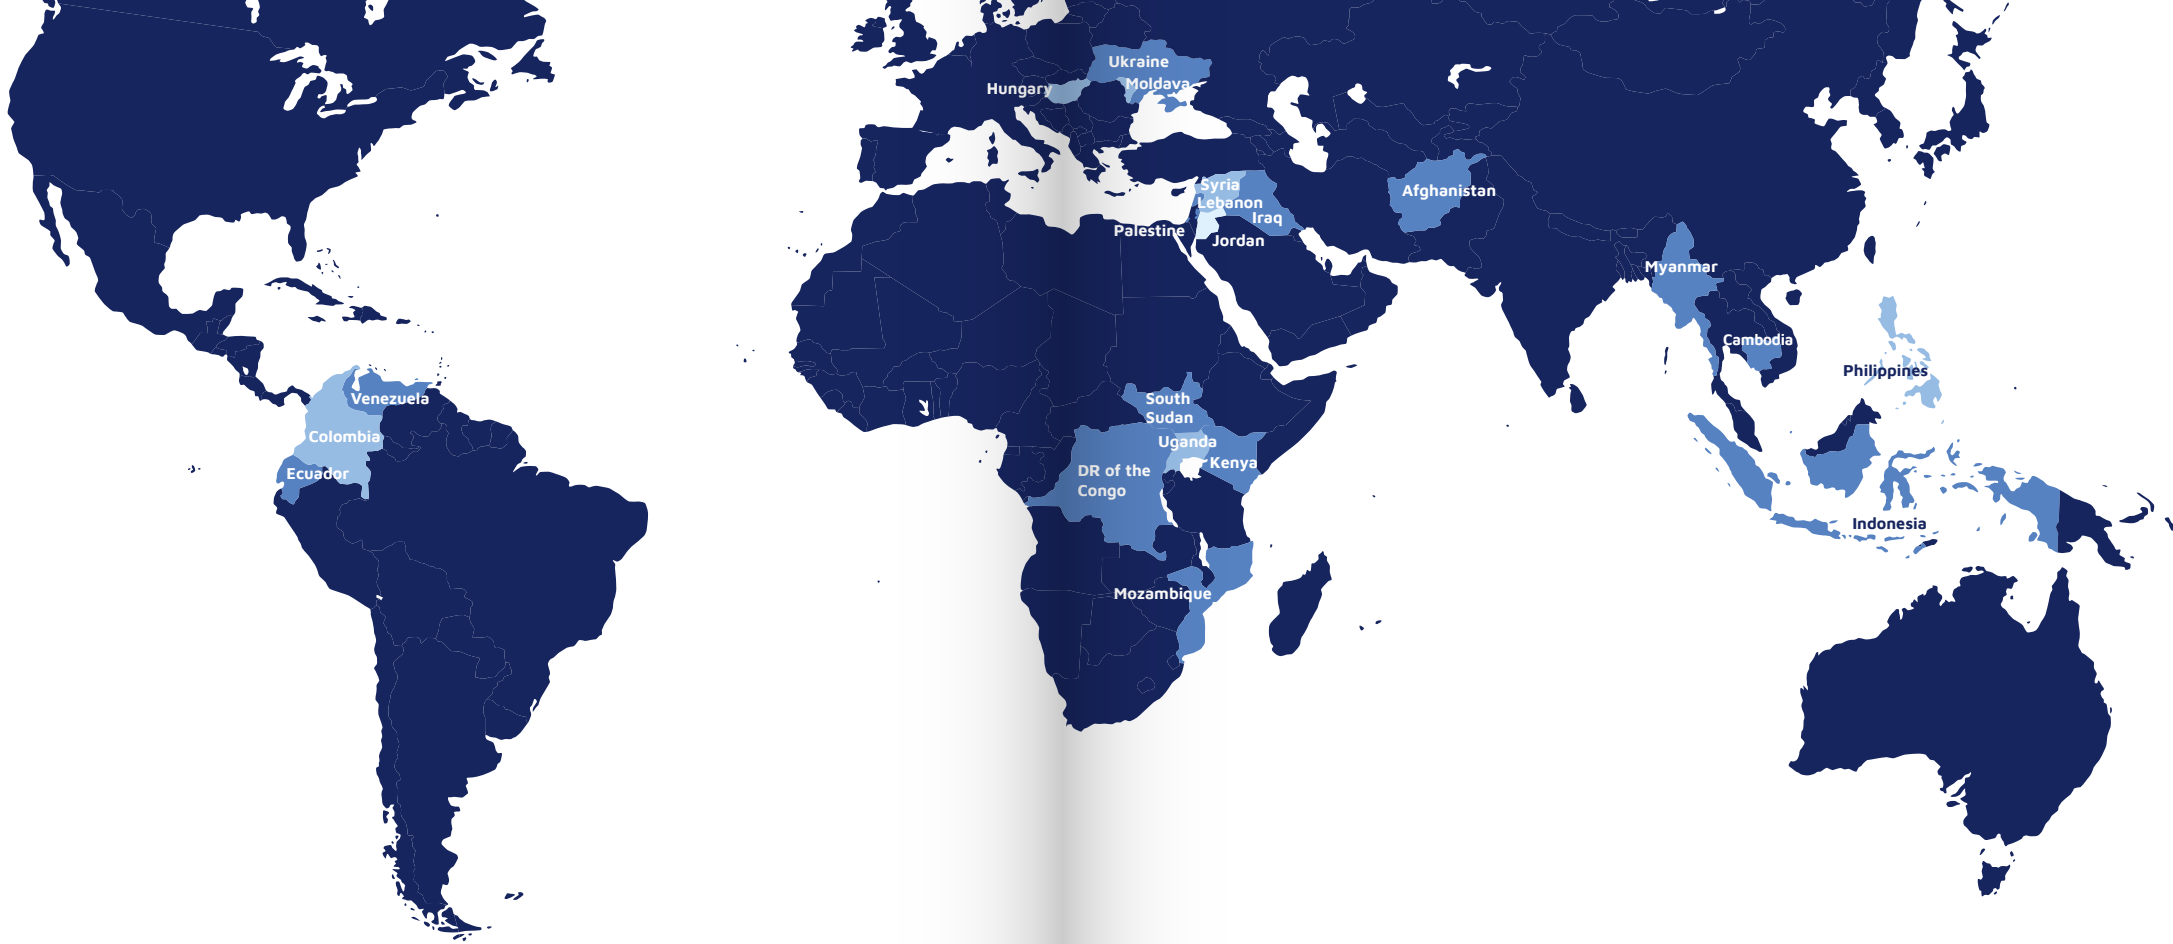 Ukraine
Moldava
Hungary
Syria
Lebanon
Iraq
Palestine
Jordan
Afghanistan
Myanmar
Cambodia
Philippines
Venezuela
Colombia
Ecuador
South
Sudan
Uganda
Kenya
DR of the
Congo
Indonesia
Mozambique